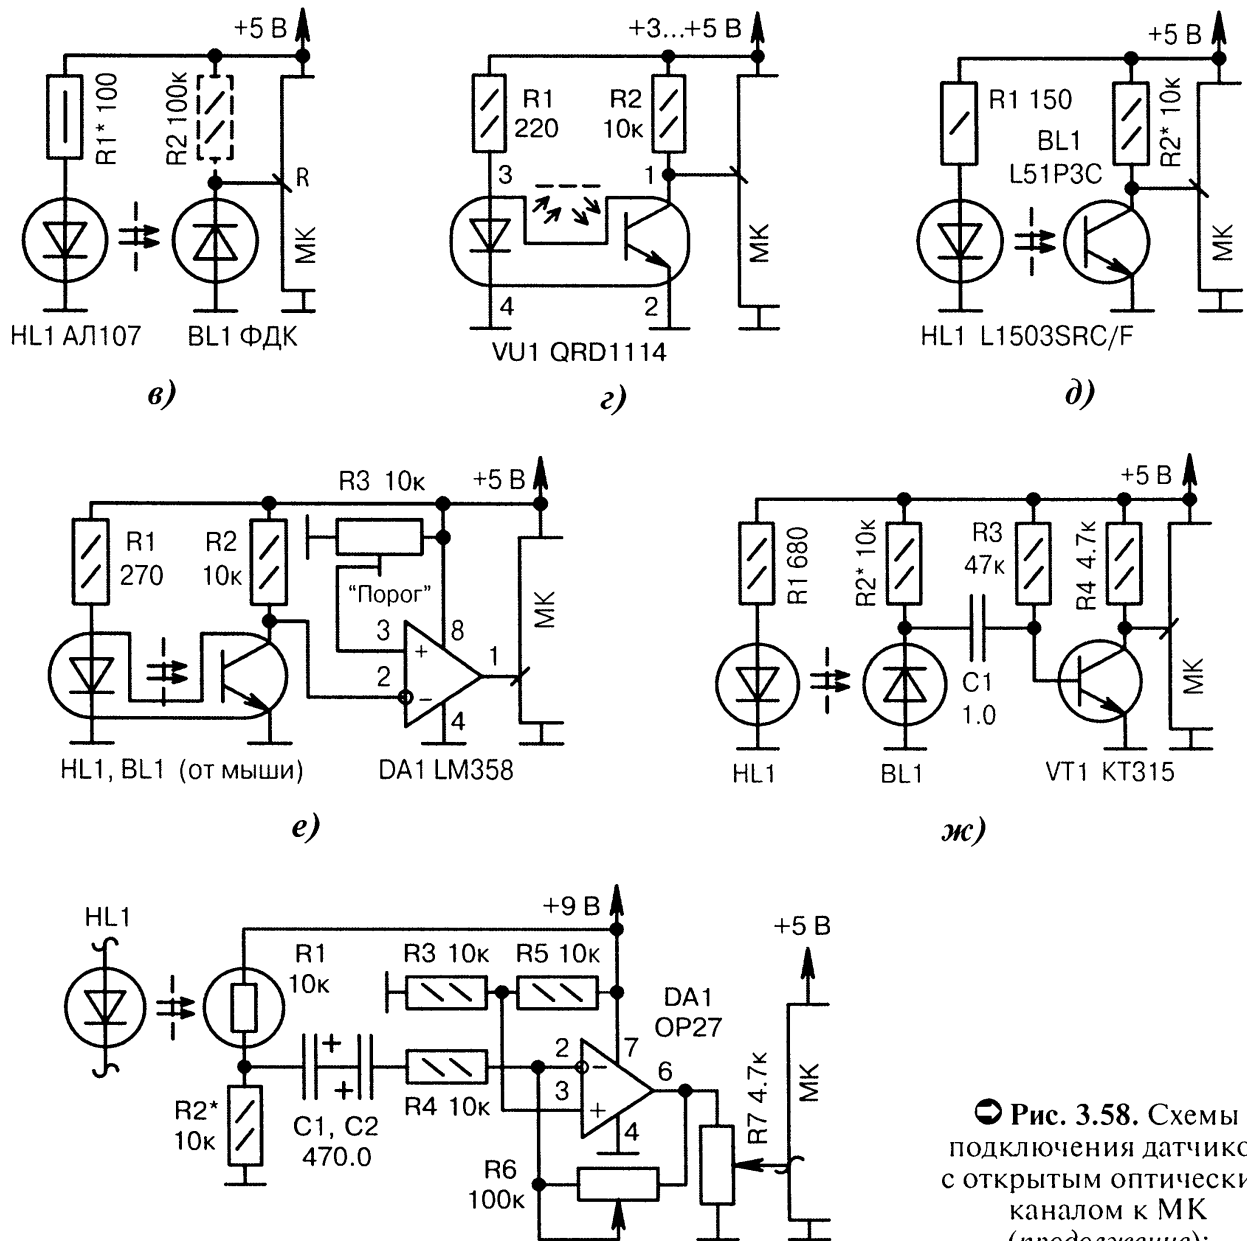 +5 В
R1* 100
R2 100к
R
МК
HL1 АЛ107
BL1 ФДК
в)
+3...+5 В
R1
220
R2
10к
3
1
МК
4
2
VU1 QRD1114
г)
+5 В
R1 150
R2* 10к
BL1
L51P3C
МК
HL1 L1503SRC/F
д)
R3 10к
+5 В
R1
270
R2
10к
"Порог"
3
8
+
1
2
−
4
МК
HL1, BL1 (от мыши)
DA1 LM358
е)
+5 В
R1 680
R2* 10к
R3
47к
R4 4.7к
C1
1.0
МК
HL1
BL1
VT1 КТ315
ж)
HL1
+9 В
+5 В
R1
10к
R3 10к
R5 10к
DA1
OP27
+
+
2
−
7
3
+
6
4
R2*
10к
C1, C2
470.0
R4 10к
R6
100к
R7 4.7к
МК
➲ Рис. 3.58. Схемы
подключения датчико
с открытым оптически
каналом к МК
(продолжение):